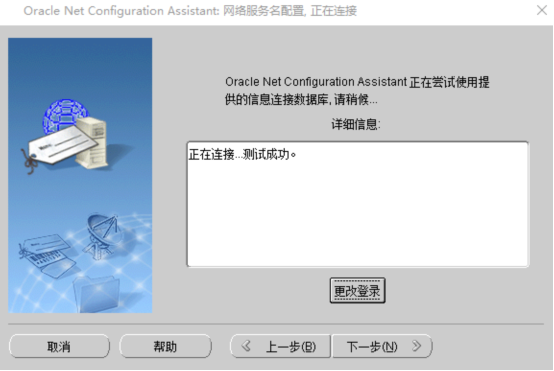 Oracle Net Configuration Assistant: 网络服务名配置, 正在连接
Oracle Net Configuration Assistant 正在尝试使用提
供的信息连接数据库, 请稍候...
详细信息:
正在连接...测试成功。
更改登录
取消 帮助 上一步(B) 下一步(N)